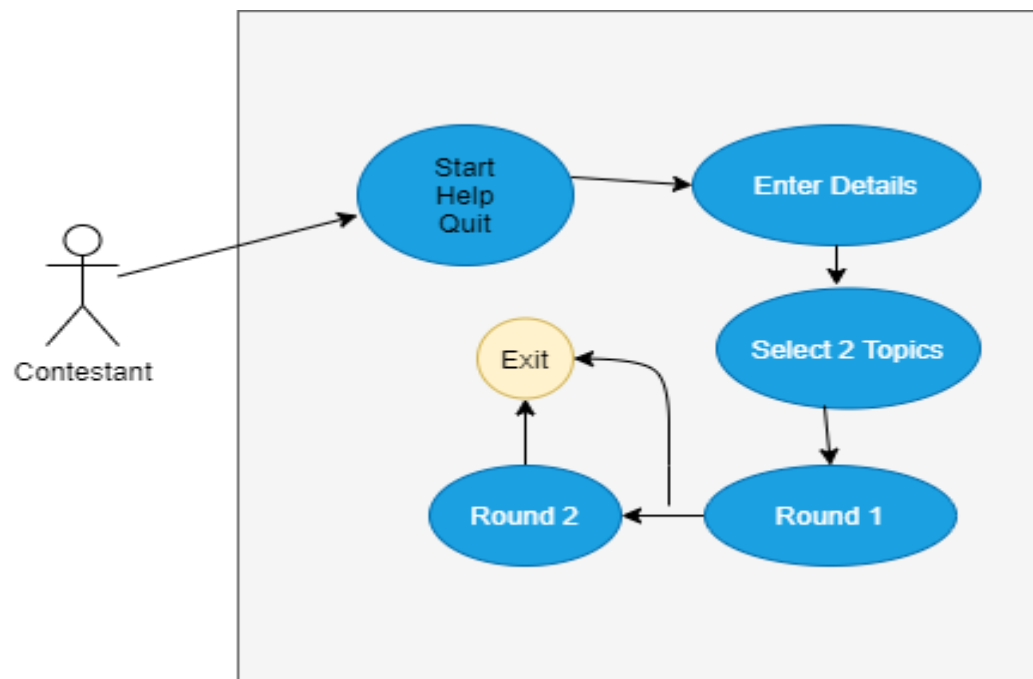 Start
Help
Quit
Enter Details
Contestant
Exit
Select 2 Topics
Round 2
Round 1